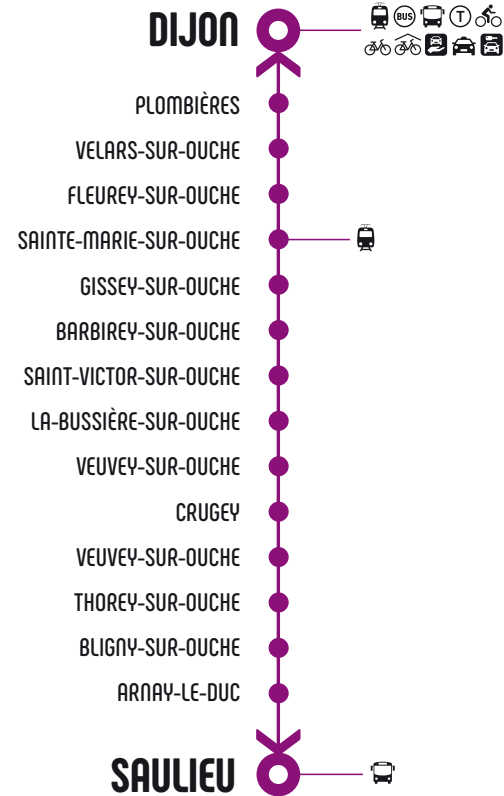 DIJON
BUS T
PLOMBIÈRES
VELARS-SUR-OUCHE
FLEUREY-SUR-OUCHE
SAINTE-MARIE-SUR-OUCHE
GISSEY-SUR-OUCHE
BARBIREY-SUR-OUCHE
SAINT-VICTOR-SUR-OUCHE
LA-BUSSIÈRE-SUR-OUCHE
VEUVEY-SUR-OUCHE
CRUGEY
VEUVEY-SUR-OUCHE
THOREY-SUR-OUCHE
BLIGNY-SUR-OUCHE
ARNAY-LE-DUC
SAULIEU